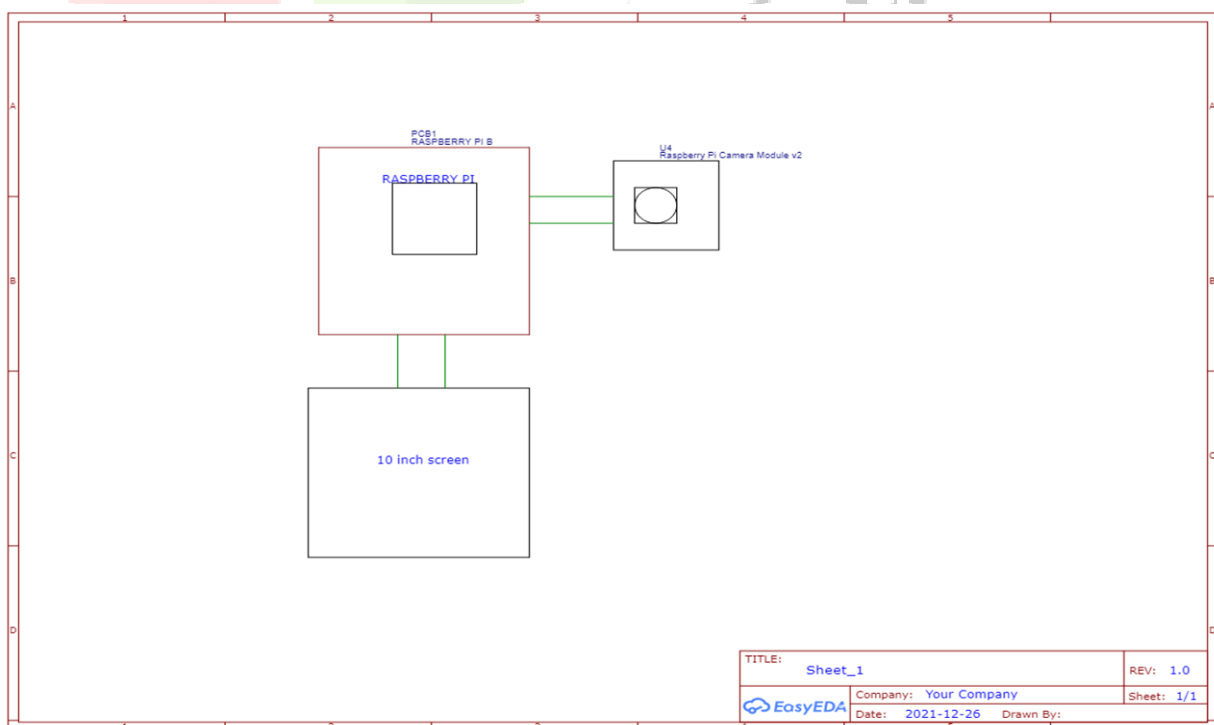 1 2 3 4 5
A A
PCB1
RASPBERRY PI B
U4
Raspberry Pi Camera Module v2
RASPBERRY PI
B B
C C
10 inch screen
D D
TITLE:
Sheet_1
REV: 1.0
EasyEDA
Company: Your Company
Sheet: 1/1
Date: 2021-12-26 Drawn By: